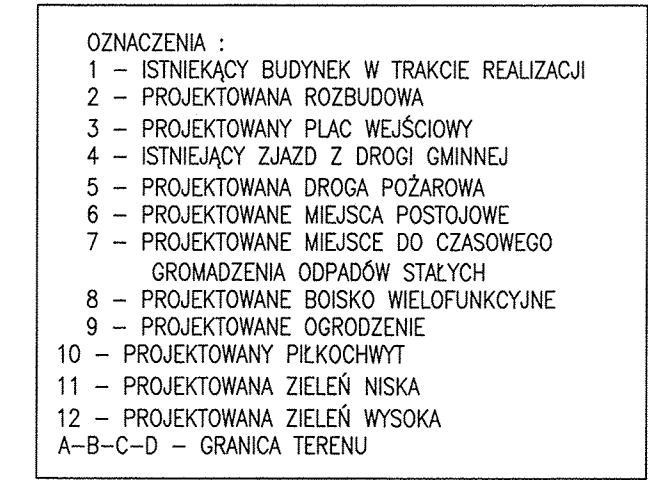 OZNACZENIA :
1 – ISTNIEKĄCY BUDYNEK W TRAKCIE REALIZACJI
2 – PROJEKTOWANA ROZBUDOWA
3 – PROJEKTOWANY PLAC WEJŚCIOWY
4 – ISTNIEJĄCY ZJAZD Z DROGI GMINNEJ
5 – PROJEKTOWANA DROGA POŻAROWA
6 – PROJEKTOWANE MIEJSCA POSTOJOWE
7 – PROJEKTOWANE MIEJSCE DO CZASOWEGO
GROMADZENIA ODPADÓW STAŁYCH
8 – PROJEKTOWANE BOISKO WIELOFUNKCYJNE
9 – PROJEKTOWANE OGRODZENIE
10 – PROJEKTOWANY PIŁKOCHWYT
11 – PROJEKTOWANA ZIELEŃ NISKA
12 – PROJEKTOWANA ZIELEŃ WYSOKA
A–B–C–D – GRANICA TERENU